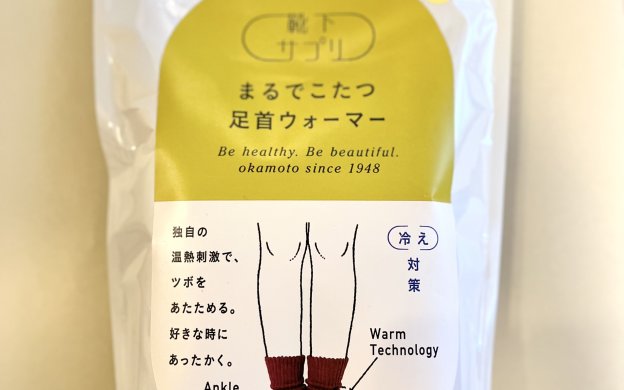 靴下
サプリ
まるでこたつ
足首ウォーマー
Be healthy. Be beautiful.
okamoto since 1948
独自の
温熱刺激で、
ツボを
あたためる。
好きな時に
あったかく。
冷え
対策
Warm
Technology
Ankle